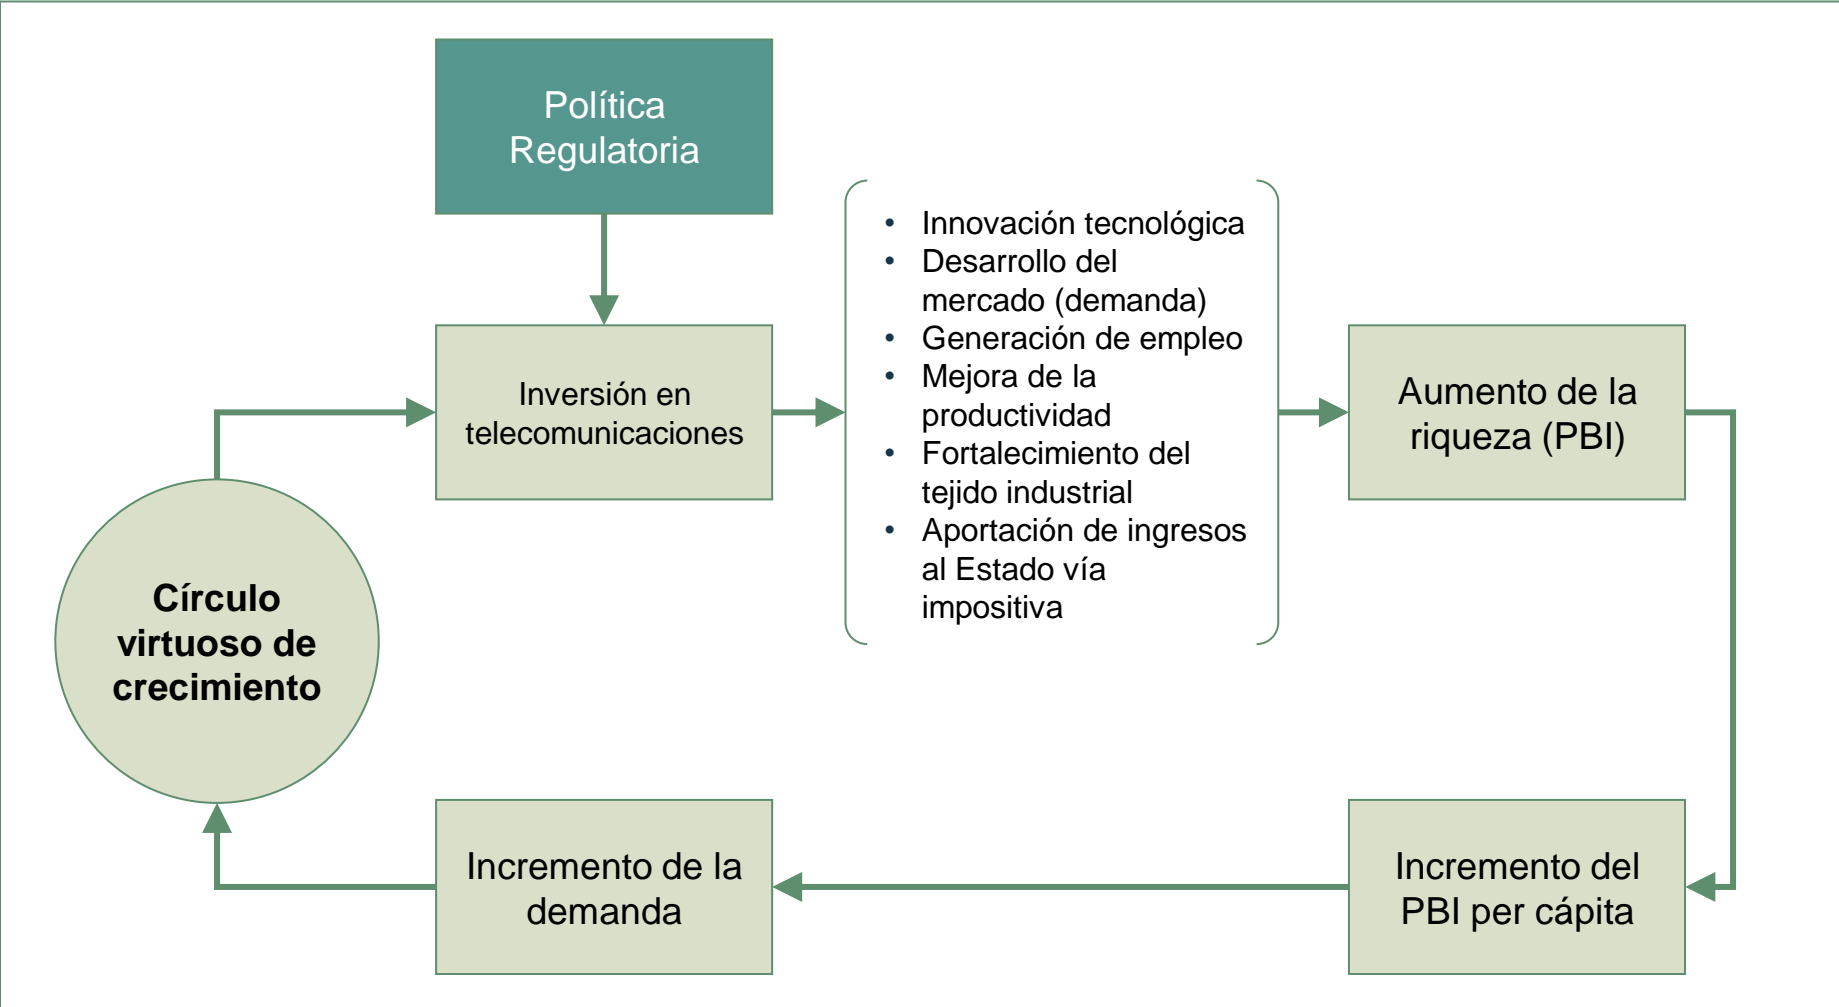 Política
Regulatoria
Inversión en
telecomunicaciones
• Innovación tecnológica
• Desarrollo del
mercado (demanda)
• Generación de empleo
• Mejora de la
productividad
• Fortalecimiento del
tejido industrial
• Aportación de ingresos
al Estado vía
impositiva
Aumento de la
riqueza (PBI)
Incremento del
PBI per cápita
Incremento de la
demanda
Círculo
virtuoso de
crecimiento